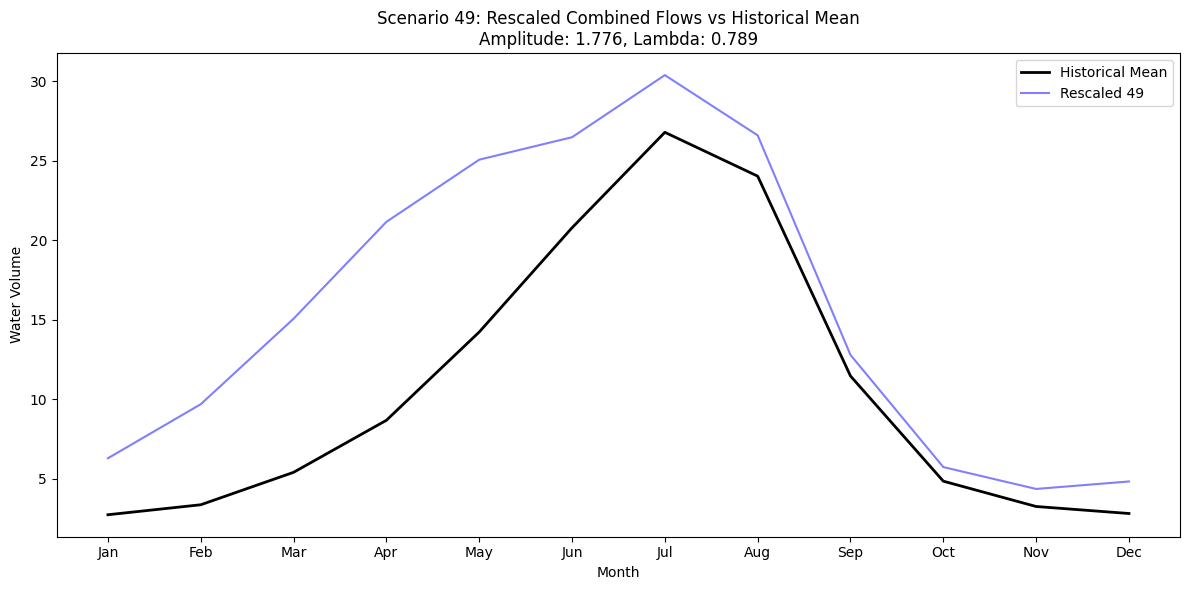 Scenario 49: Rescaled Combined Flows vs Historical Mean
Amplitude: 1.776, Lambda: 0.789
Historical Mean
Rescaled 49
Water Volume
30
25
20
15
10
5
Jan Feb Mar Apr May Jun Jul Aug Sep Oct Nov Dec
Month